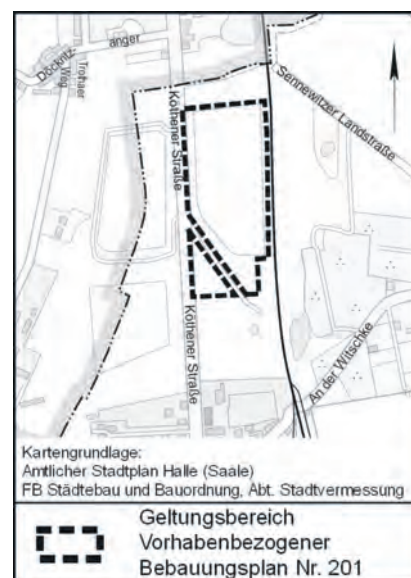 anger
Döckritz-
Weg
Trothaer
Köthener Straße
Sennewitzer Landstraße
Köthener Straße
An der Witschke
Kartengrundlage:
Amtlicher Stadtplan Halle (Saale)
FB Städtebau und Bauordnung, Abt. Stadtvermessung
Geltungsbereich
Vorhabenbezogener
Bebauungsplan Nr. 201